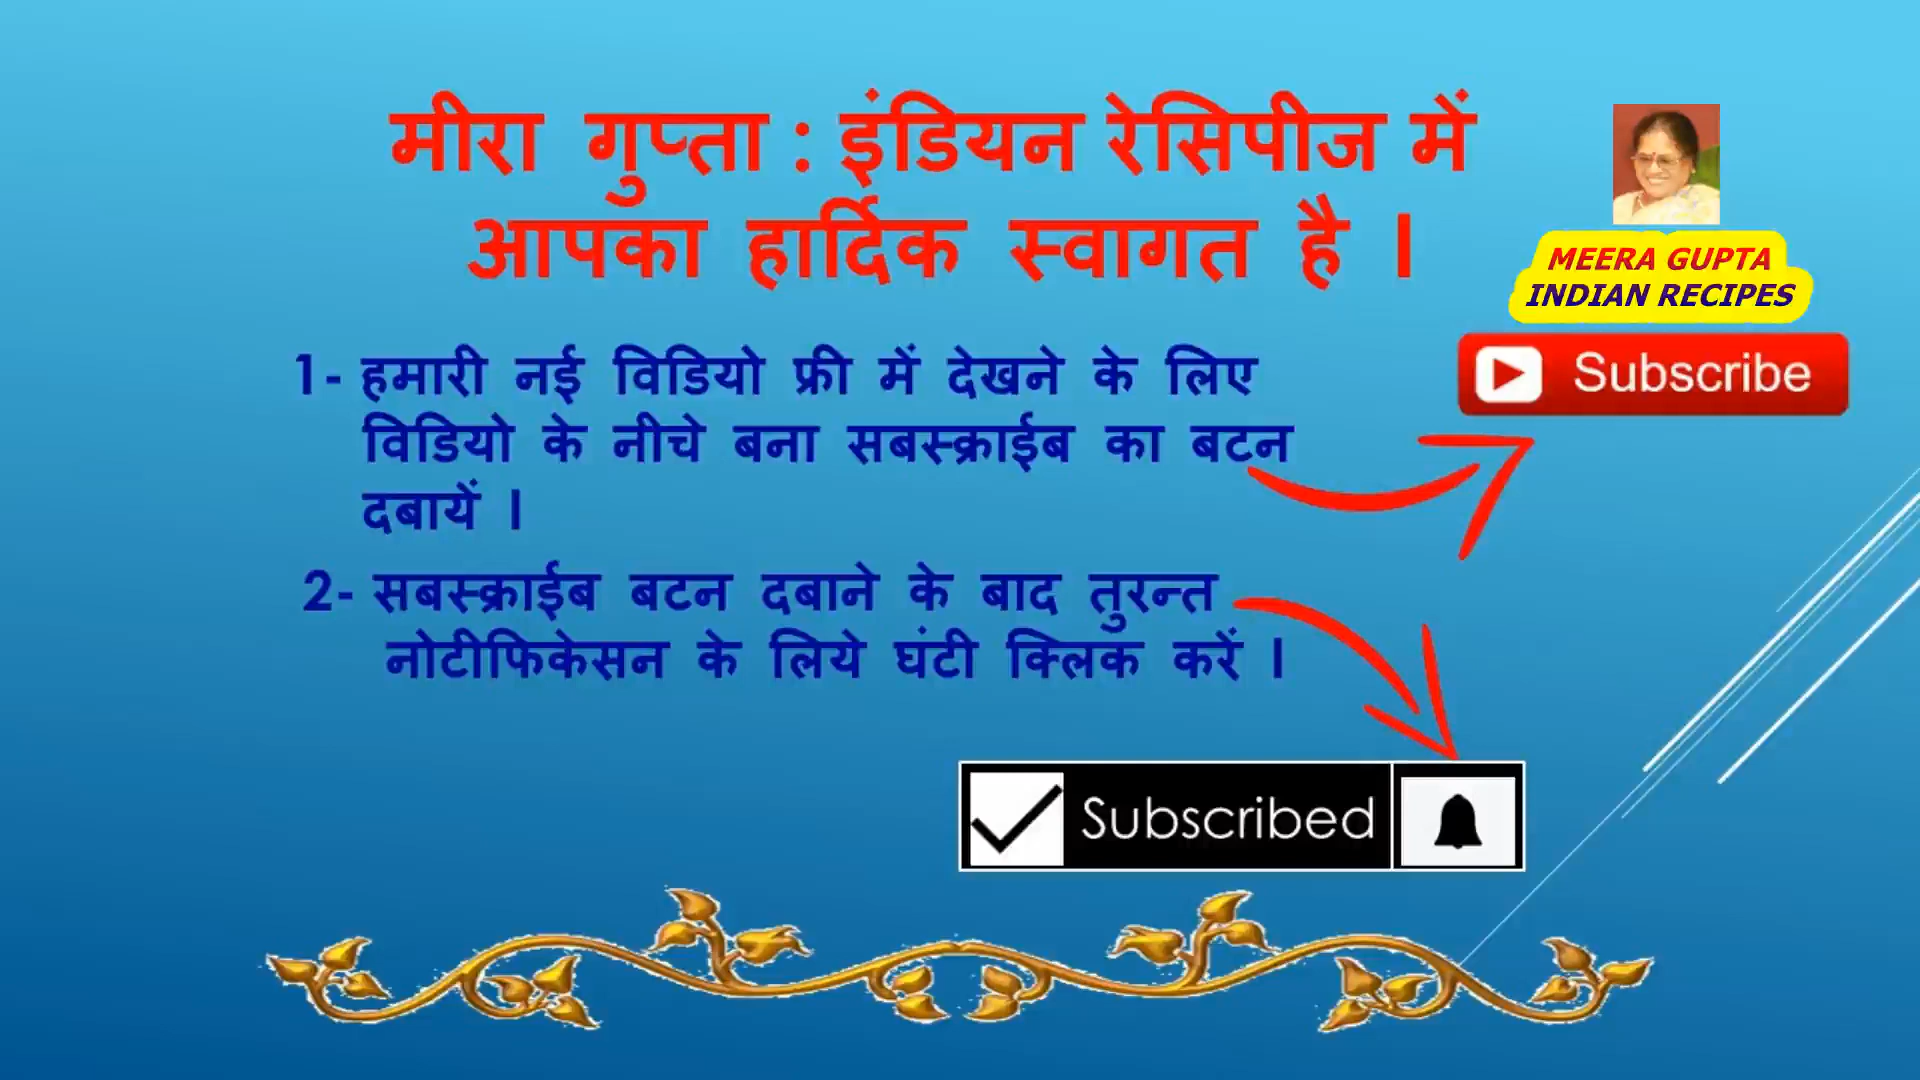 मीरा गुप्ता : इंडियन रेसिपीज में
आपका हार्दिक स्वागत है ।
MEERA GUPTA
INDIAN RECIPES
Subscribe
1- हमारी नई विडियो फ्री में देखने के लिए
विडियो के नीचे बना सबस्क्राईब का बटन
दबायें ।
2- सबस्क्राईब बटन दबाने के बाद तुरन्त
नोटीफिकेसन के लिये घंटी क्लिक करें ।
Subscribed